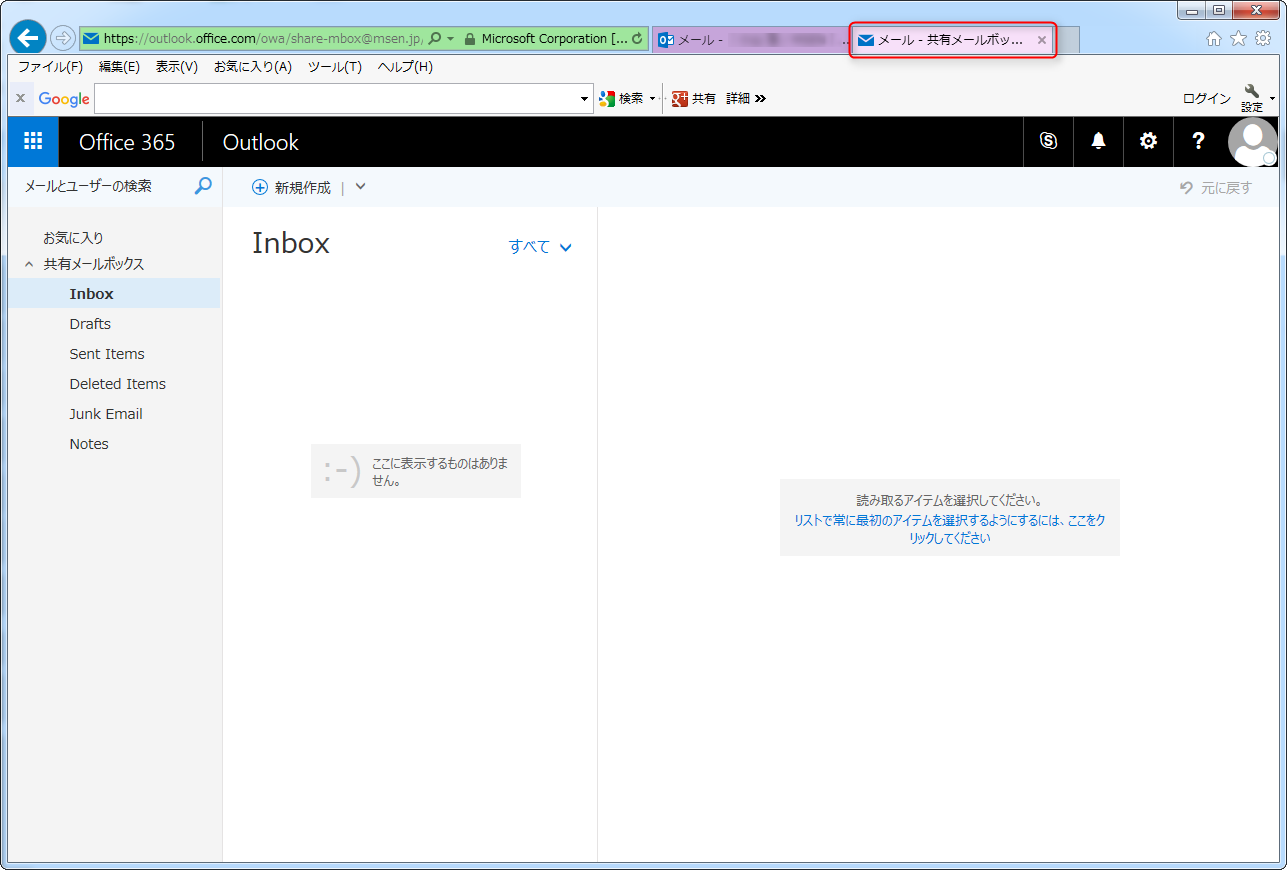 https://outlook.office.com/owa/share-mbox@msen.jp/
Microsoft Corporation [...
メール -
メール - 共有メールボッ...
ファイル(F) 編集(E) 表示(V) お気に入り(A) ツール(T) ヘルプ(H)
x Google 検索 共有 詳細 » ログイン 設定
Office 365 Outlook ?
メールとユーザーの検索
新規作成 |
元に戻す
お気に入り
共有メールボックス
Inbox
Drafts
Sent Items
Deleted Items
Junk Email
Notes
Inbox
すべて
:-)
ここに表示するものはありま
せん。
読み取るアイテムを選択してください。
リストで常に最初のアイテムを選択するようにするには、ここをク
リックしてください